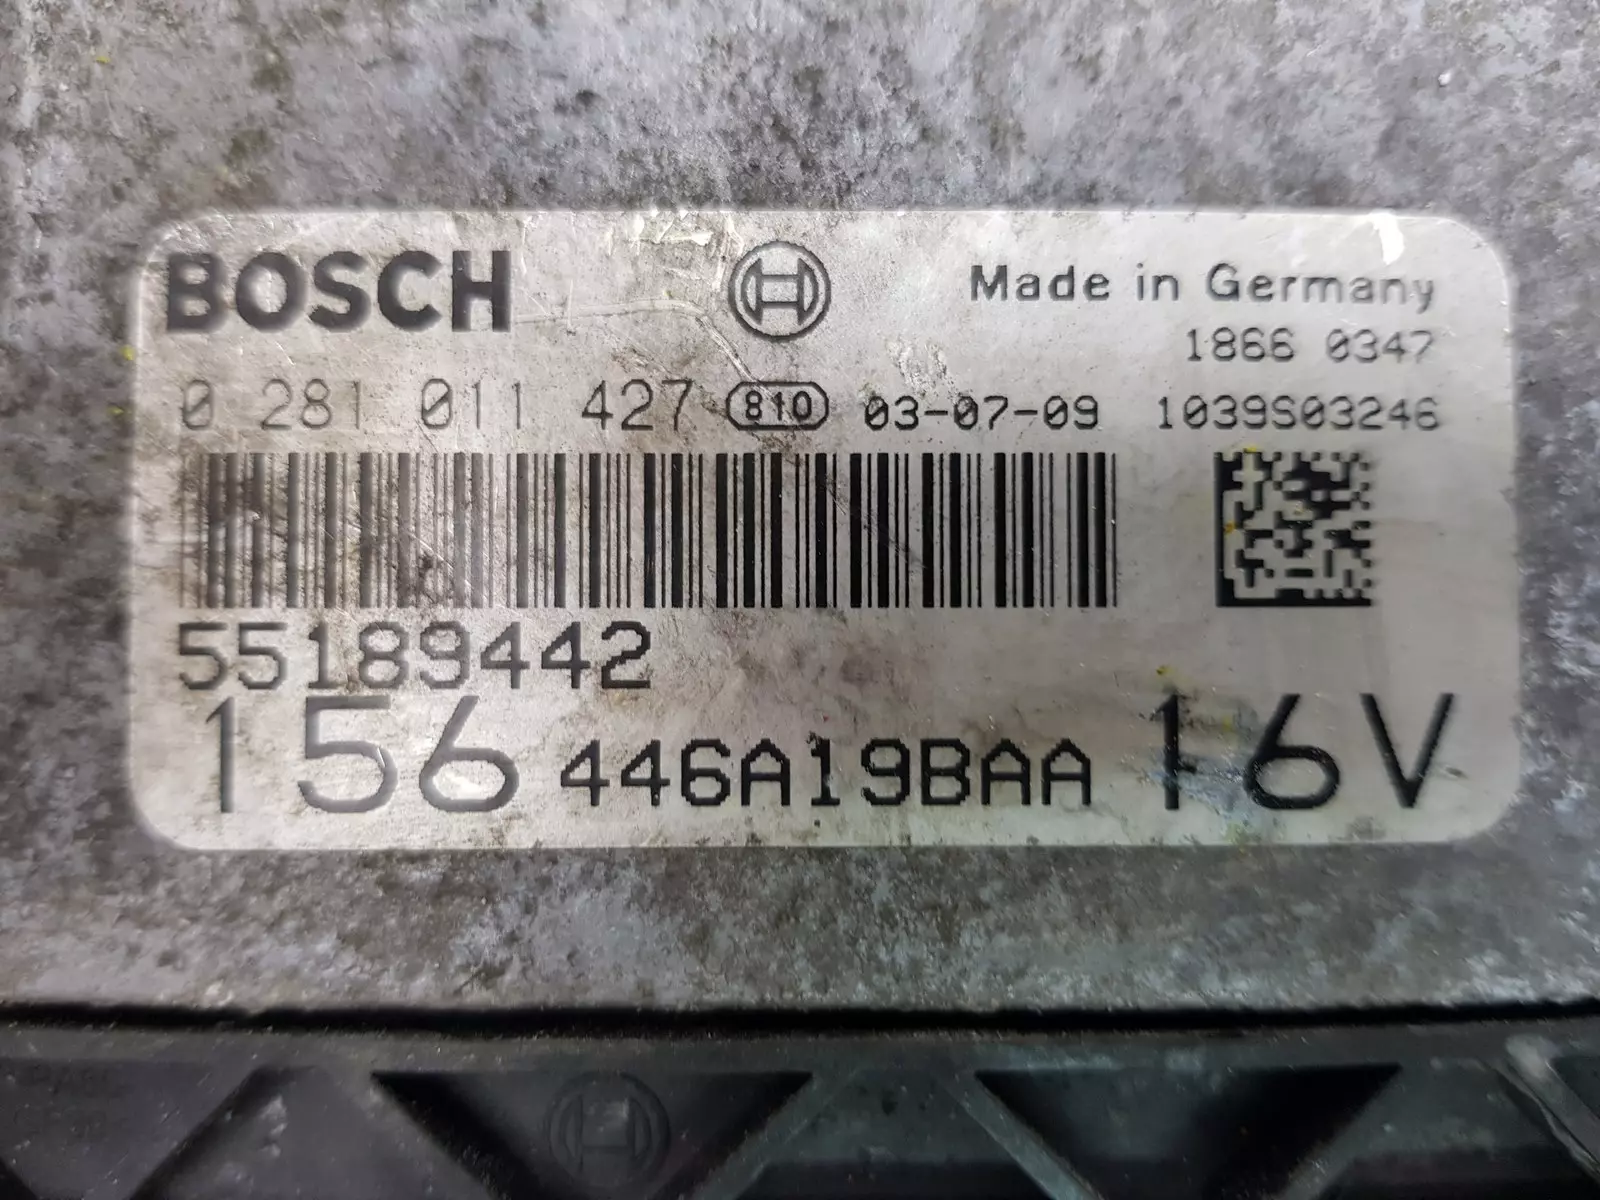 BOSCH Made in Germany
1866 0347
0 281 011 427 810 03-07-09 1039S03246
55189442
156 446A19BAA 16V